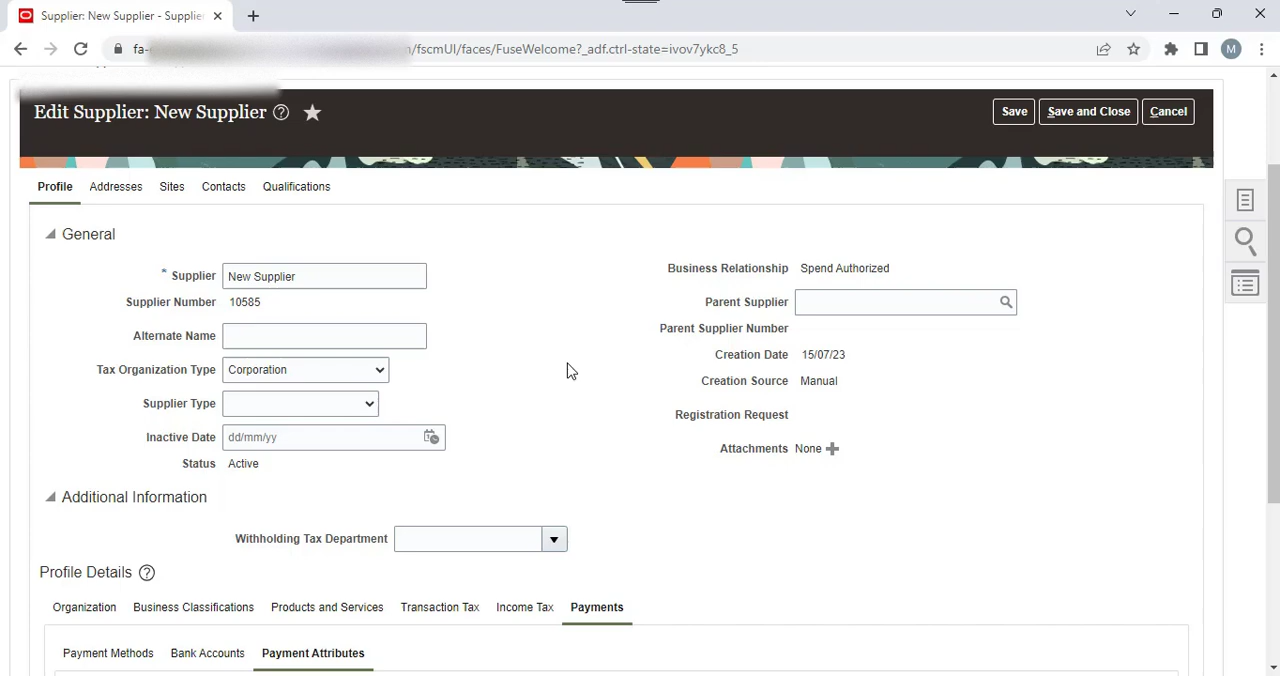 Supplier: New Supplier - Supplie
fa-
/fscmUI/faces/FuseWelcome?_adf.ctrl-state=ivov7ykc8_5
M
Edit Supplier: New Supplier ?
Save Save and Close Cancel
Profile Addresses Sites Contacts Qualifications
General
* Supplier New Supplier
Supplier Number 10585
Alternate Name
Tax Organization Type Corporation
Supplier Type
Inactive Date dd/mm/yy
Status Active
Business Relationship Spend Authorized
Parent Supplier
Parent Supplier Number
Creation Date 15/07/23
Creation Source Manual
Registration Request
Attachments None
Additional Information
Withholding Tax Department
Profile Details ?
Organization Business Classifications Products and Services Transaction Tax Income Tax Payments
Payment Methods Bank Accounts Payment Attributes